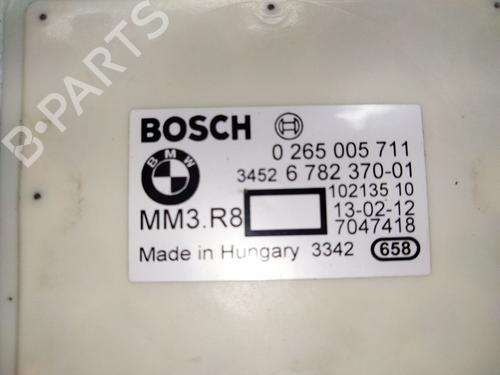 B-PARTS
BOSCH 0 265 005 711
BMW 3452 6 782 370-01
102135 10
MM3.R8 13-02-12
7047418
Made in Hungary 3342 658